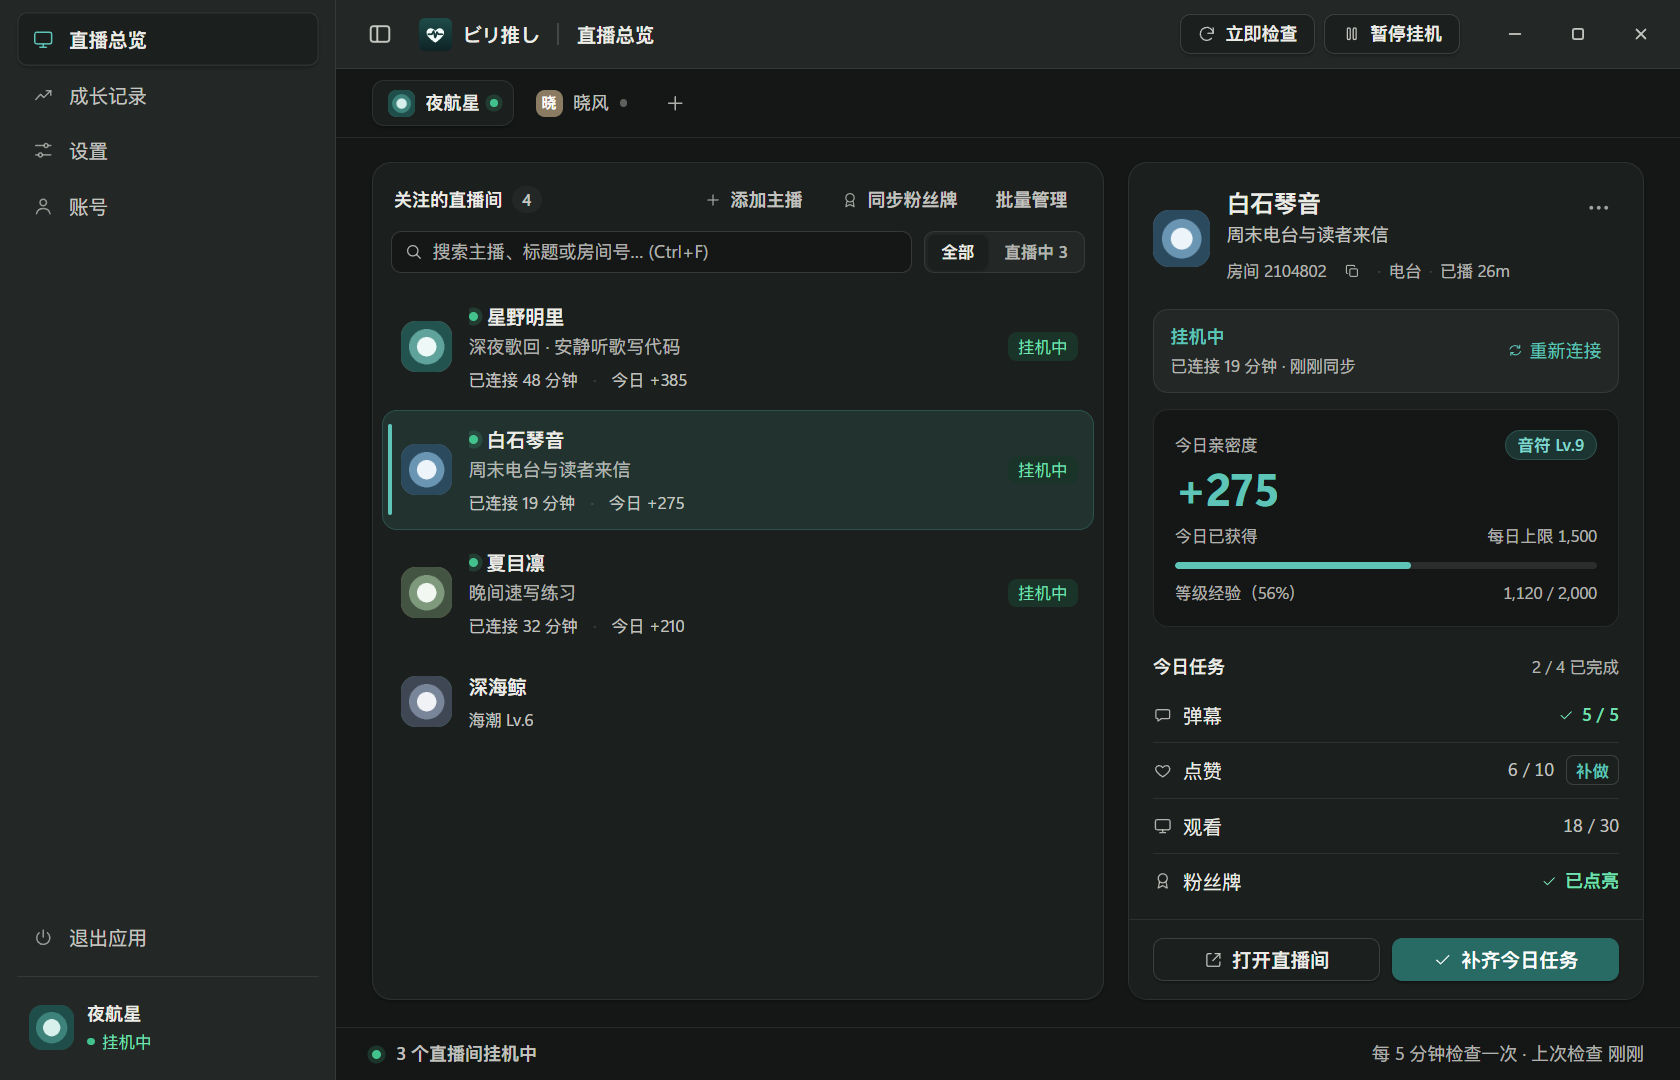 直播总览
成长记录
设置
账号
退出应用
夜航星
挂机中
ビリ推し
直播总览
立即检查
暂停挂机
夜航星
晓
晓风
关注的直播间 4
添加主播
同步粉丝牌
批量管理
搜索主播、标题或房间号... (Ctrl+F)
全部
直播中 3
星野明里
深夜歌回 · 安静听歌写代码
已连接 48 分钟 · 今日 +385
挂机中
白石琴音
周末电台与读者来信
已连接 19 分钟 · 今日 +275
挂机中
夏目凛
晚间速写练习
已连接 32 分钟 · 今日 +210
挂机中
深海鲸
海潮 Lv.6
白石琴音
周末电台与读者来信
房间 2104802 · 电台 · 已播 26m
挂机中
已连接 19 分钟 · 刚刚同步
重新连接
今日亲密度
音符 Lv.9
+275
今日已获得
每日上限 1,500
等级经验（56%）
1,120 / 2,000
今日任务
2 / 4 已完成
弹幕
5 / 5
点赞
6 / 10
补做
观看
18 / 30
粉丝牌
已点亮
打开直播间
补齐今日任务
3 个直播间挂机中
每 5 分钟检查一次 · 上次检查 刚刚